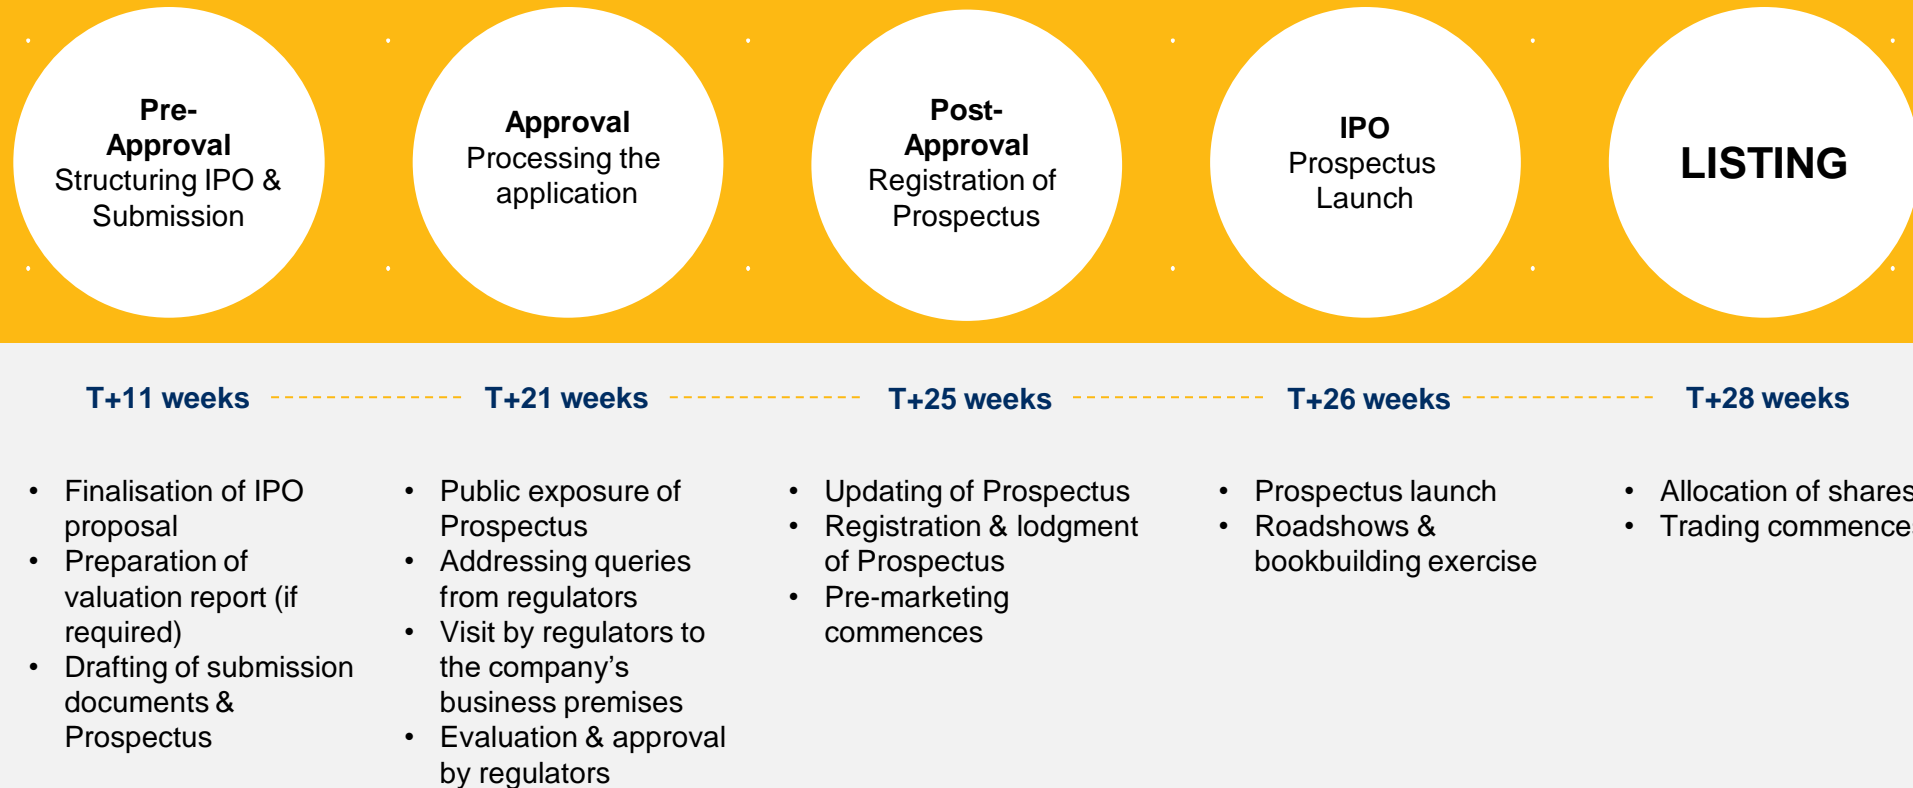 Pre-
Approval
Structuring IPO &
Submission
Approval
Processing the
application
Post-
Approval
Registration of
Prospectus
IPO
Prospectus
Launch
LISTING
T+11 weeks
T+21 weeks
T+25 weeks
T+26 weeks
T+28 weeks
• Finalisation of IPO
proposal
• Preparation of
valuation report (if
required)
• Drafting of submission
documents &
Prospectus
• Public exposure of
Prospectus
• Addressing queries
from regulators
• Visit by regulators to
the company's
business premises
• Evaluation & approval
by regulators
• Updating of Prospectus
• Registration & lodgment
of Prospectus
• Pre-marketing
commences
• Prospectus launch
• Roadshows &
bookbuilding exercise
• Allocation of shares
• Trading commences